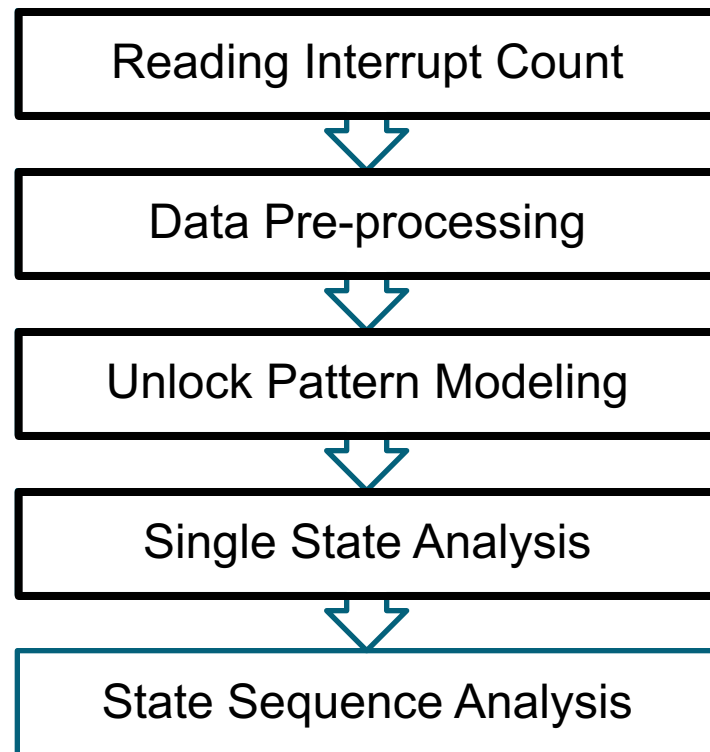 Reading Interrupt Count
Data Pre-processing
Unlock Pattern Modeling
Single State Analysis
State Sequence Analysis